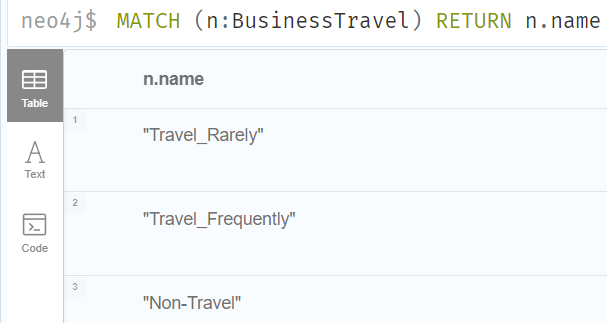 neo4j$ MATCH (n:BusinessTravel) RETURN n.name
n.name
Table
1
"Travel_Rarely"
Text
2
"Travel_Frequently"
Code
3
"Non-Travel"